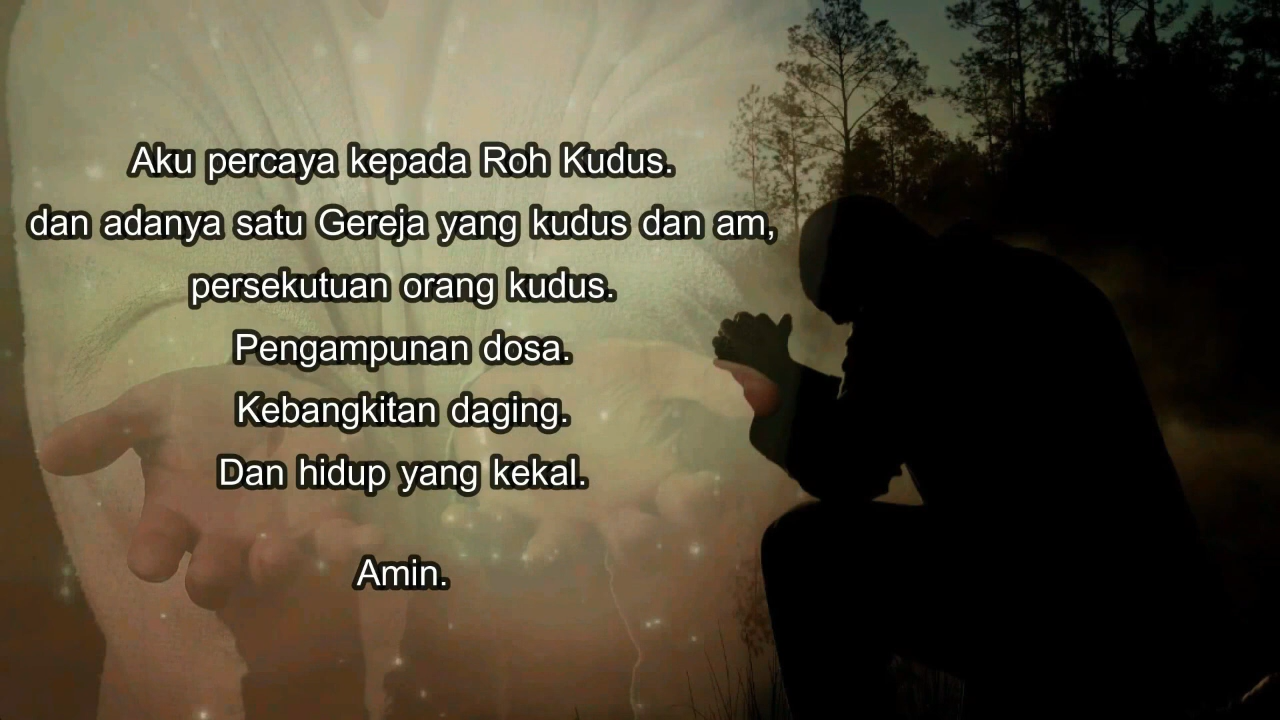 Aku percaya kepada Roh Kudus.
dan adanya satu Gereja yang kudus dan am,
persekutuan orang kudus.
Pengampunan dosa.
Kebangkitan daging.
Dan hidup yang kekal.
Amin.